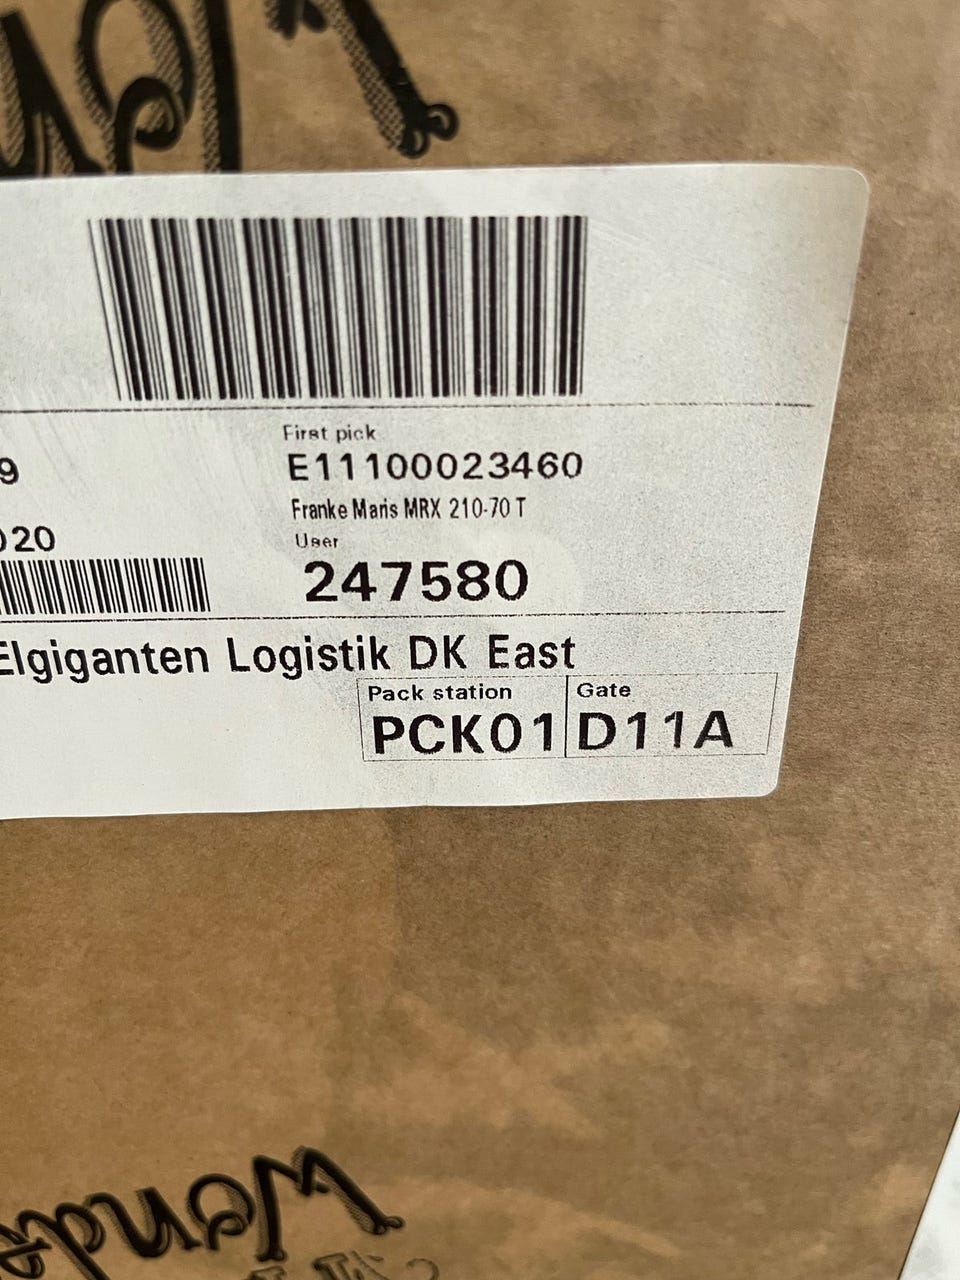 First pick
9
E11100023460
Franke Maris MRX 210-70 T
User
020
247580
Elgiganten Logistik DK East
Pack station
Gate
PCK01
D11A